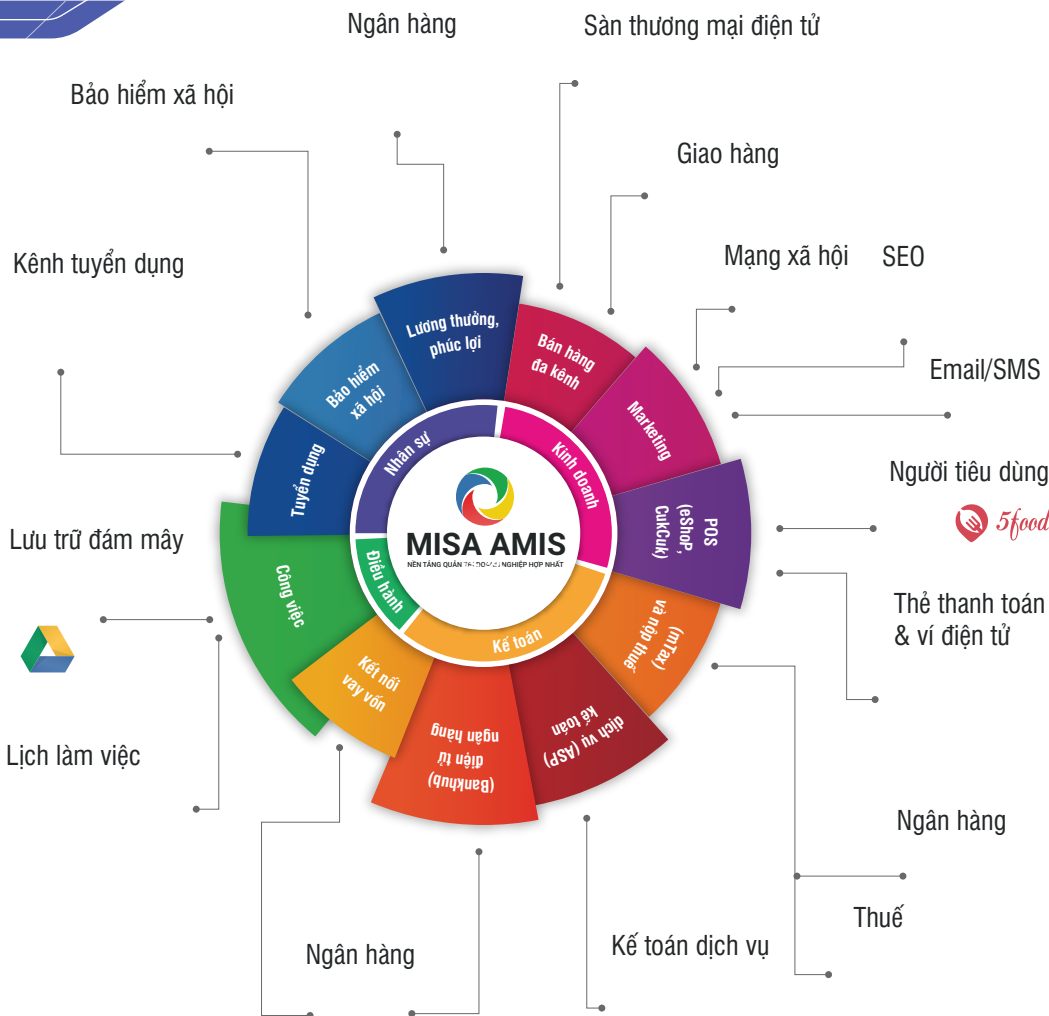 Ngân hàng
Sàn thương mại điện tử
Bảo hiểm xã hội
Giao hàng
Kênh tuyển dụng
Mạng xã hội
SEO
Email/SMS
Người tiêu dùng
5food
Thẻ thanh toán
& ví điện tử
Lưu trữ đám mây
Lịch làm việc
Ngân hàng
Thuế
Ngân hàng
Kế toán dịch vụ
Lương thưởng,
phúc lợi
Bán hàng
đa kênh
Marketing
POS
(eShoP,
CukCuk)
(mTax)
và nộp thuế
dịch vụ (ASP)
kế toán
ngân hàng
điện tử
(Bankhub)
Kết nối
vay vốn
Công việc
Tuyển dụng
Bảo hiểm
xã hội
Nhân sự
Kinh doanh
Kế toán
Điều hành
MISA AMIS
NỀN TẢNG QUẢN NGHIỆP HỢP NHẤT